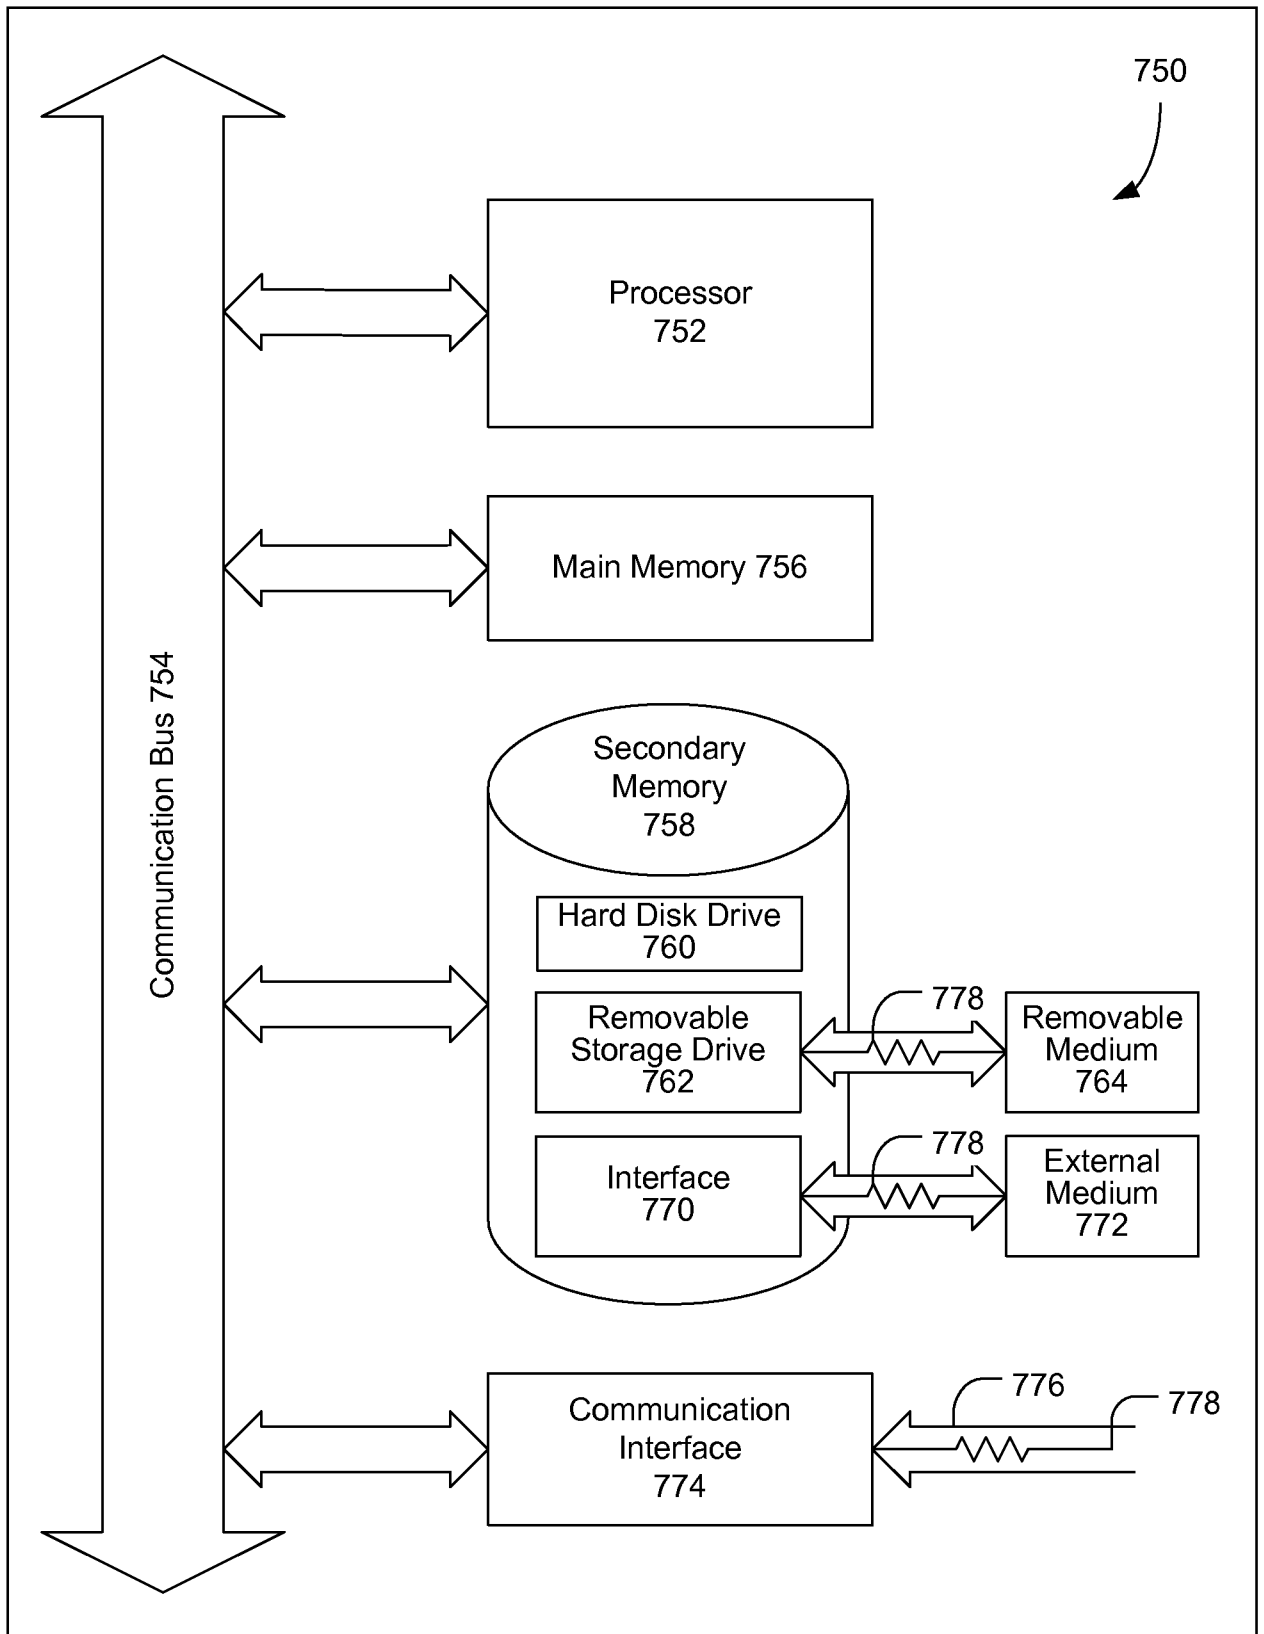 750
Processor
752
Main Memory 756
Communication Bus 754
Secondary
Memory
758
Hard Disk Drive
760
Removable
Storage Drive
762
778
Removable
Medium
764
Interface
770
778
External
Medium
772
Communication
Interface
774
776
778